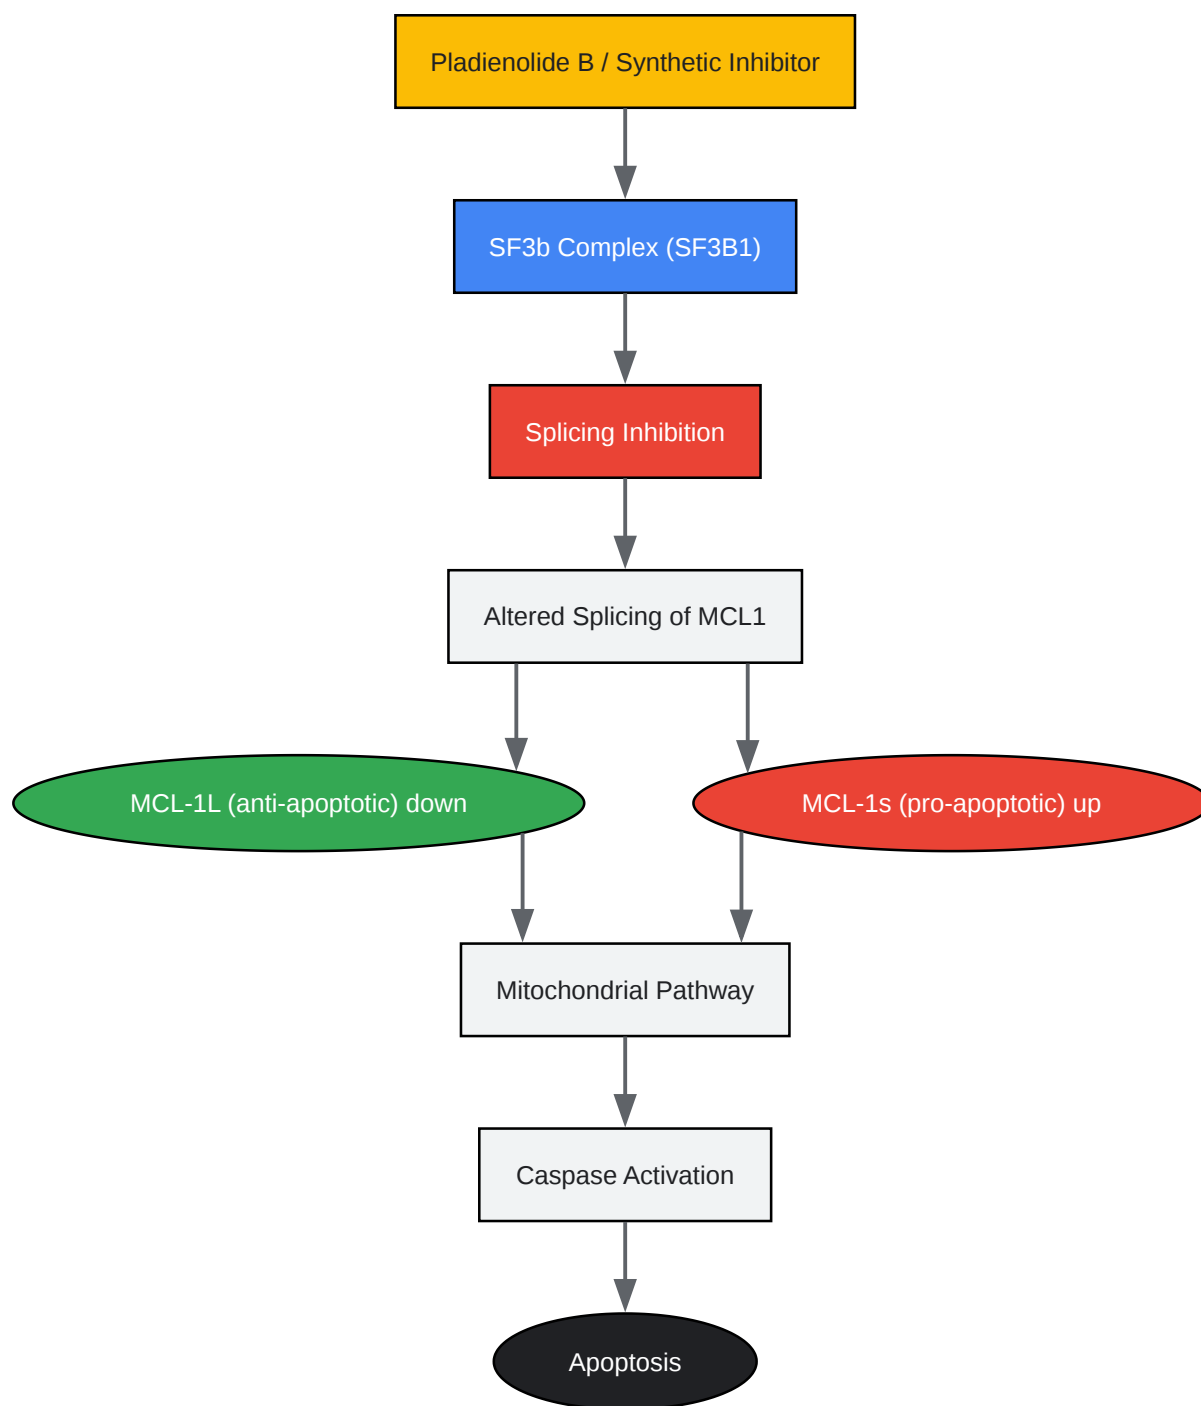 Pladienolide B / Synthetic Inhibitor
SF3b Complex (SF3B1)
Splicing Inhibition
Altered Splicing of MCL1
MCL-1L (anti-apoptotic) down
MCL-1s (pro-apoptotic) up
Mitochondrial Pathway
Caspase Activation
Apoptosis